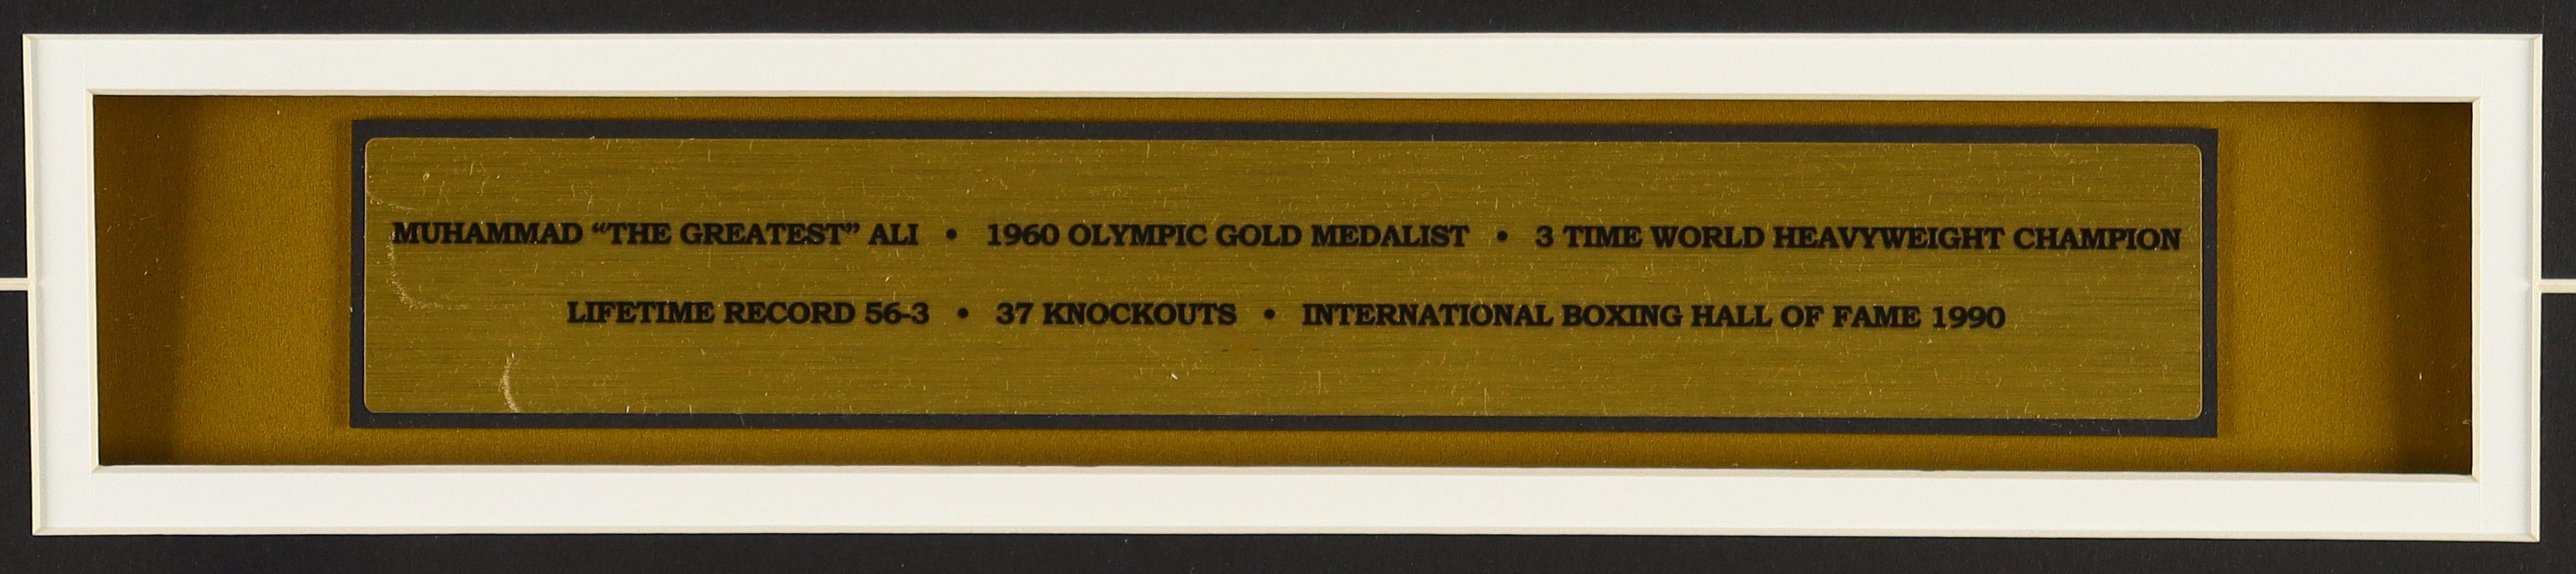 MUHAMMAD “THE GREATEST” ALI • 1960 OLYMPIC GOLD MEDALIST • 3 TIME WORLD HEAVYWEIGHT CHAMPION
LIFETIME RECORD 56-3 • 37 KNOCKOUTS • INTERNATIONAL BOXING HALL OF FAME 1990